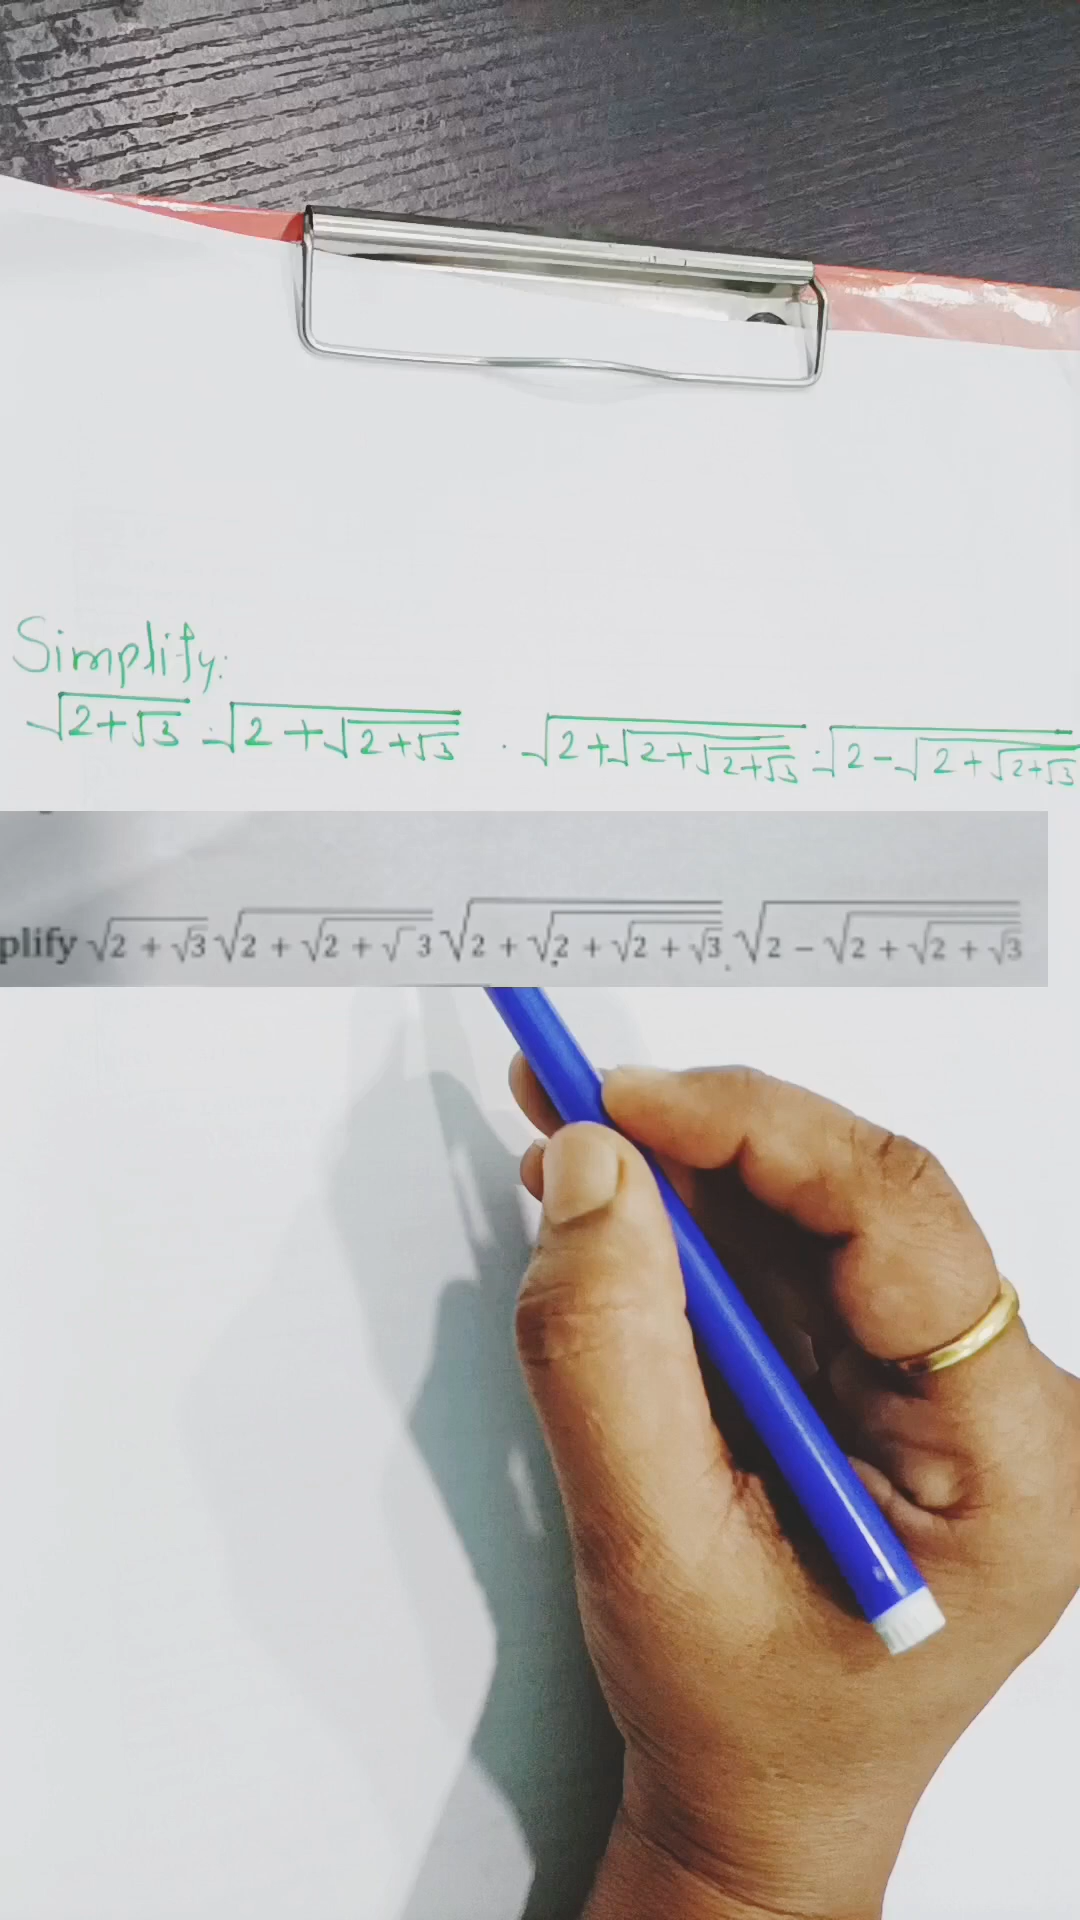 Simplify:
√(2+√3) · √(2+√(2+√3)) · √(2+√(2+√(2+√3))) · √(2-√(2+√(2+√3)))
plify √(2 + √3) √(2 + √(2 + √3)) √(2 + √(2 + √(2 + √3))) . √(2 − √(2 + √(2 + √3)))